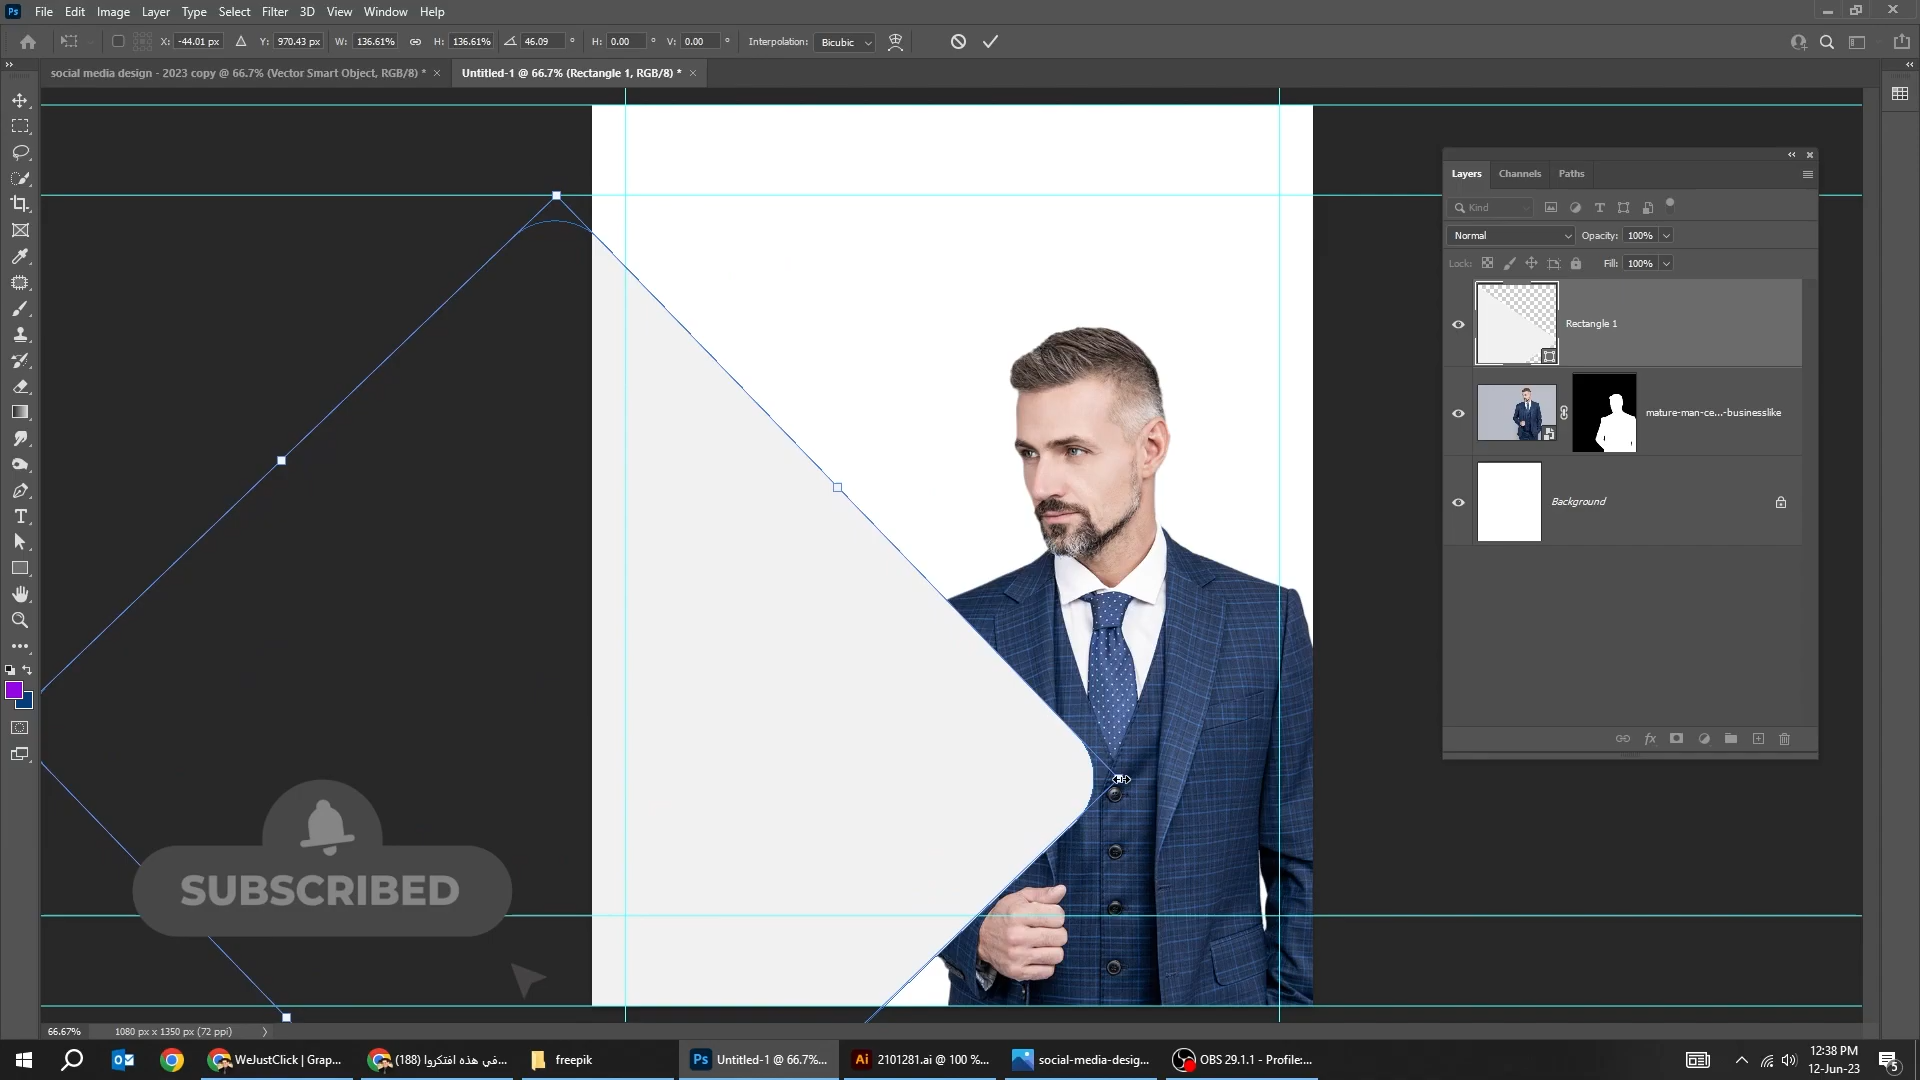 Ps File Edit Image Layer Type Select Filter 3D View Window Help
X: -44.01 px Y: 970.43 px W: 136.61% H: 136.61% 46.09 ° H: 0.00 ° V: 0.00 ° Interpolation: Bicubic
social media design - 2023 copy @ 66.7% (Vector Smart Object, RGB/8) * × Untitled-1 @ 66.7% (Rectangle 1, RGB/8) * ×
Layers Channels Paths
Kind
Normal Opacity: 100%
Lock: Fill: 100%
Rectangle 1
mature-man-ce...-businesslike
Background
SUBSCRIBED
66.67% 1080 px x 1350 px (72 ppi)
WeJustClick | Grap... (188) في هذه افتكروا... freepik Ps Untitled-1 @ 66.7%... Ai 2101281.ai @ 100 %... social-media-desig... OBS 29.1.1 - Profile:...
12:38 PM
12-Jun-23
5